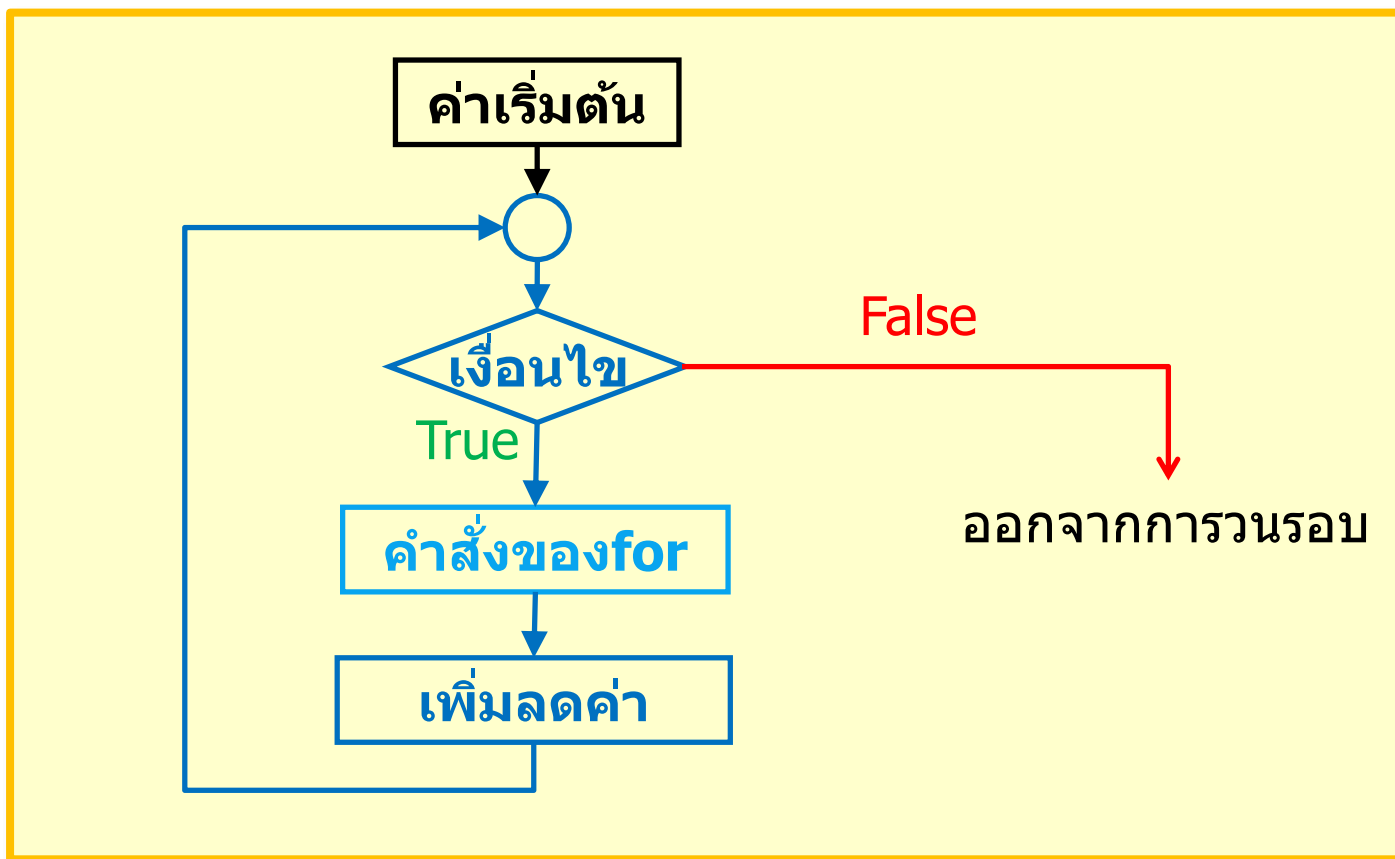 ค่าเริ่มต้น
False
เงื่อนไข
True
คำสั่งของfor
ออกจากการวนรอบ
เพิ่มลดค่า